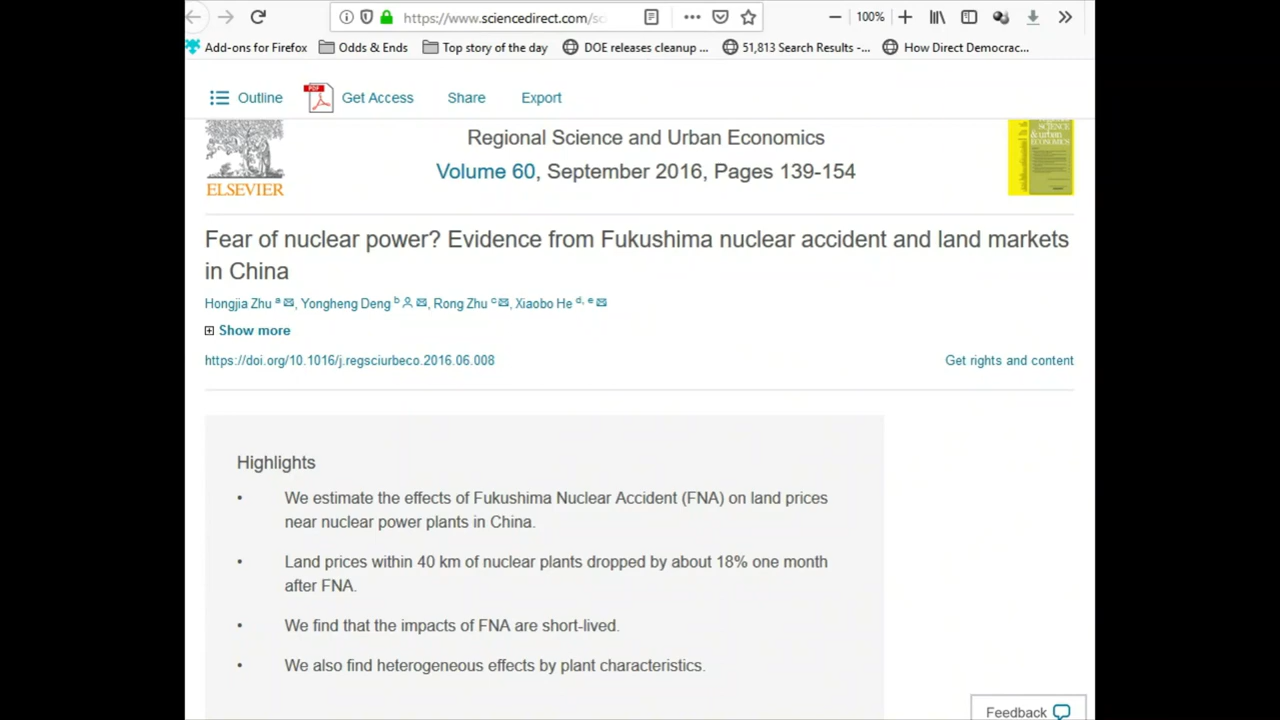 https://www.sciencedirect.com/sc
100%
Add-ons for Firefox
Odds & Ends
Top story of the day
DOE releases cleanup ...
51,813 Search Results -...
How Direct Democrac...
Outline
PDF
Get Access
Share
Export
Regional Science and Urban Economics
Volume 60, September 2016, Pages 139-154
ELSEVIER
SCIENCE
& urban
ECONOMICS
Fear of nuclear power? Evidence from Fukushima nuclear accident and land markets
in China
Hongjia Zhu a, Yongheng Deng b, Rong Zhu c, Xiaobo He d, e
Show more
https://doi.org/10.1016/j.regsciurbeco.2016.06.008
Get rights and content
Highlights
• We estimate the effects of Fukushima Nuclear Accident (FNA) on land prices
near nuclear power plants in China.
• Land prices within 40 km of nuclear plants dropped by about 18% one month
after FNA.
• We find that the impacts of FNA are short-lived.
• We also find heterogeneous effects by plant characteristics.
Feedback